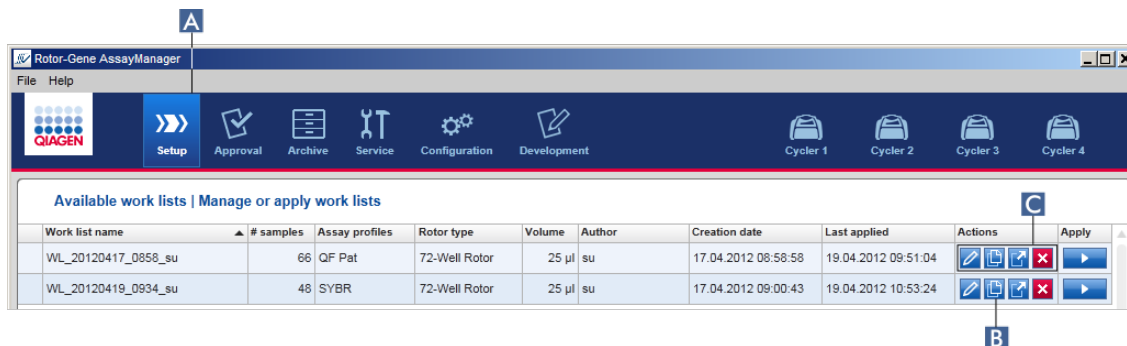 A
Rotor-Gene AssayManager
File Help
QIAGEN
Setup Approval Archive Service Configuration Development Cycler 1 Cycler 2 Cycler 3 Cycler 4
Available work lists | Manage or apply work lists
C
Work list name # samples Assay profiles Rotor type Volume Author Creation date Last applied Actions Apply
WL_20120417_0858_su 66 QF Pat 72-Well Rotor 25 µl su 17.04.2012 08:58:58 19.04.2012 09:51:04
WL_20120419_0934_su 48 SYBR 72-Well Rotor 25 µl su 17.04.2012 09:00:43 19.04.2012 10:53:24
B